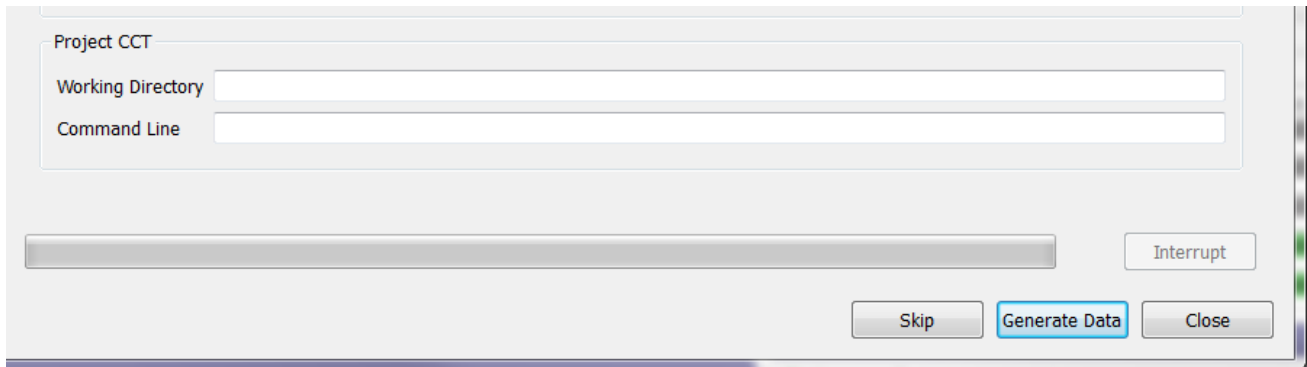 Project CCT
Working Directory
Command Line
Interrupt
Skip Generate Data Close